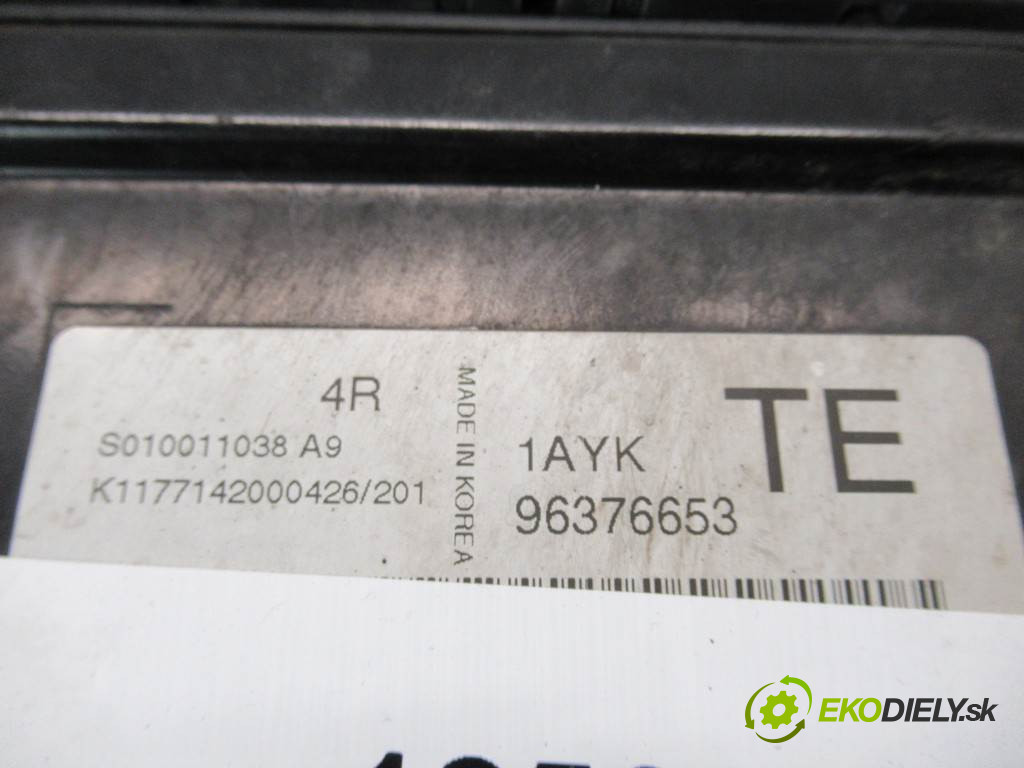 4R
S010011038 A9
K1177142000426/201
MADE IN KOREA
1AYK
96376653
TE
EKODIELY.sk